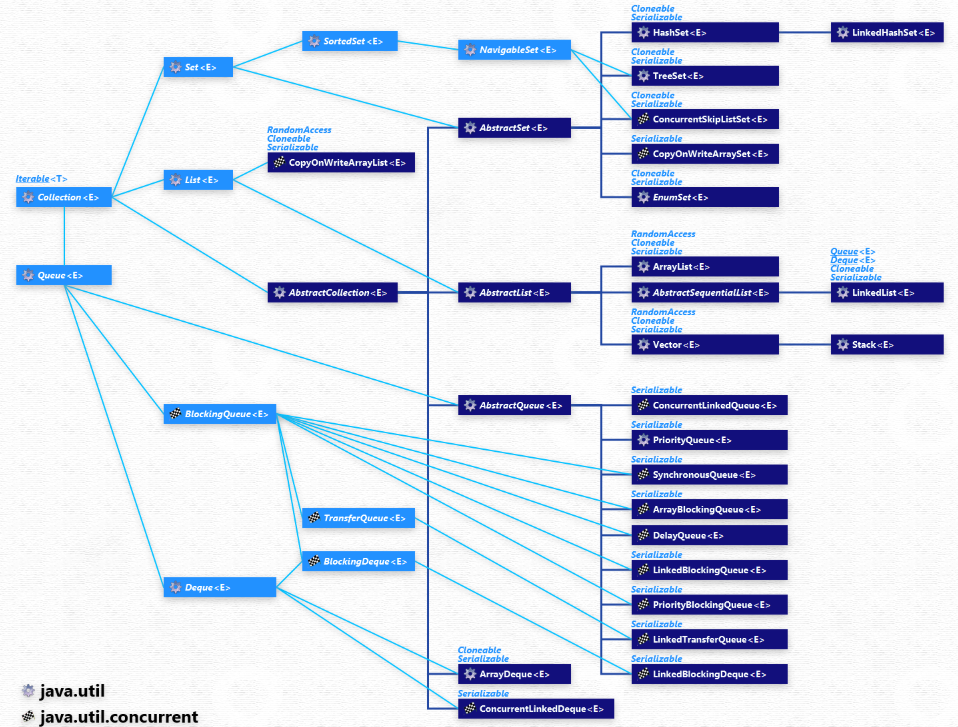 Cloneable
Serializable
HashSet<E>
LinkedHashSet<E>
SortedSet<E>
NavigableSet<E>
Cloneable
Serializable
TreeSet<E>
Set<E>
Cloneable
Serializable
ConcurrentSkipListSet<E>
AbstractSet<E>
RandomAccess
Cloneable
Serializable
CopyOnWriteArrayList<E>
Serializable
CopyOnWriteArraySet<E>
Iterable<T>
Collection<E>
List<E>
Cloneable
Serializable
EnumSet<E>
RandomAccess
Cloneable
Serializable
ArrayList<E>
Queue<E>
Queue<E>
Deque<E>
Cloneable
Serializable
AbstractCollection<E>
AbstractList<E>
AbstractSequentialList<E>
LinkedList<E>
RandomAccess
Cloneable
Serializable
Vector<E>
Stack<E>
Serializable
AbstractQueue<E>
ConcurrentLinkedQueue<E>
BlockingQueue<E>
Serializable
PriorityQueue<E>
Serializable
SynchronousQueue<E>
Serializable
ArrayBlockingQueue<E>
TransferQueue<E>
DelayQueue<E>
BlockingDeque<E>
Serializable
LinkedBlockingQueue<E>
Deque<E>
Serializable
PriorityBlockingQueue<E>
Serializable
LinkedTransferQueue<E>
Cloneable
Serializable
ArrayDeque<E>
Serializable
LinkedBlockingDeque<E>
Serializable
ConcurrentLinkedDeque<E>
java.util
java.util.concurrent